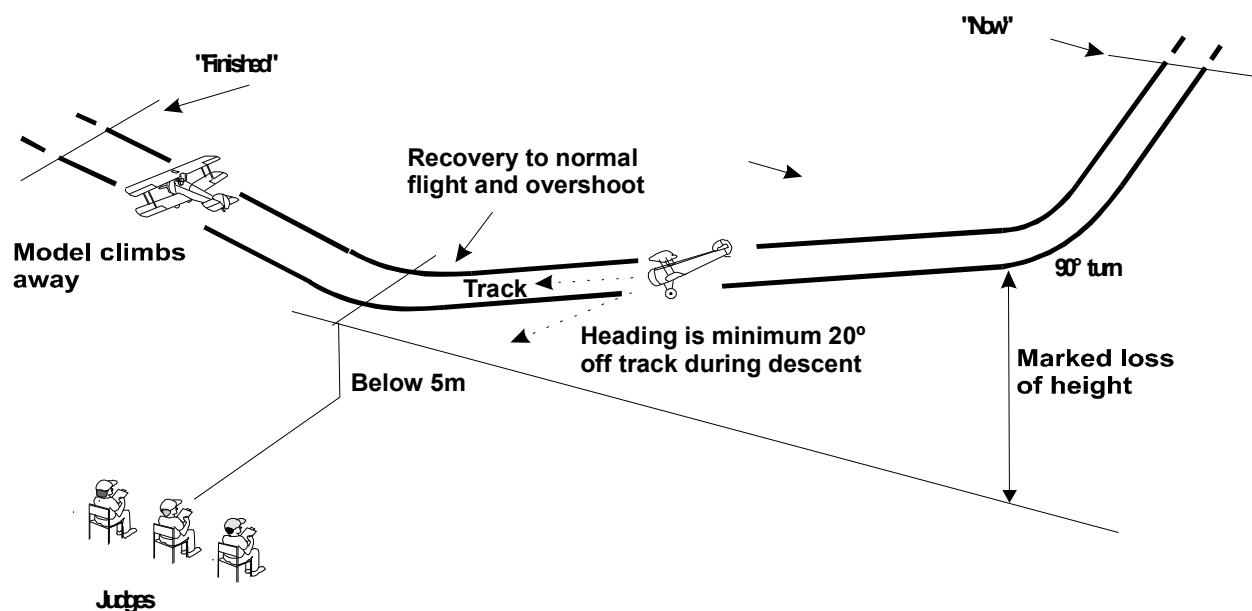 "Now"
"Finished"
Recovery to normal
flight and overshoot
Model climbs
away
90° turn
Track
Heading is minimum 20º
off track during descent
Marked loss
of height
Below 5m
Judges